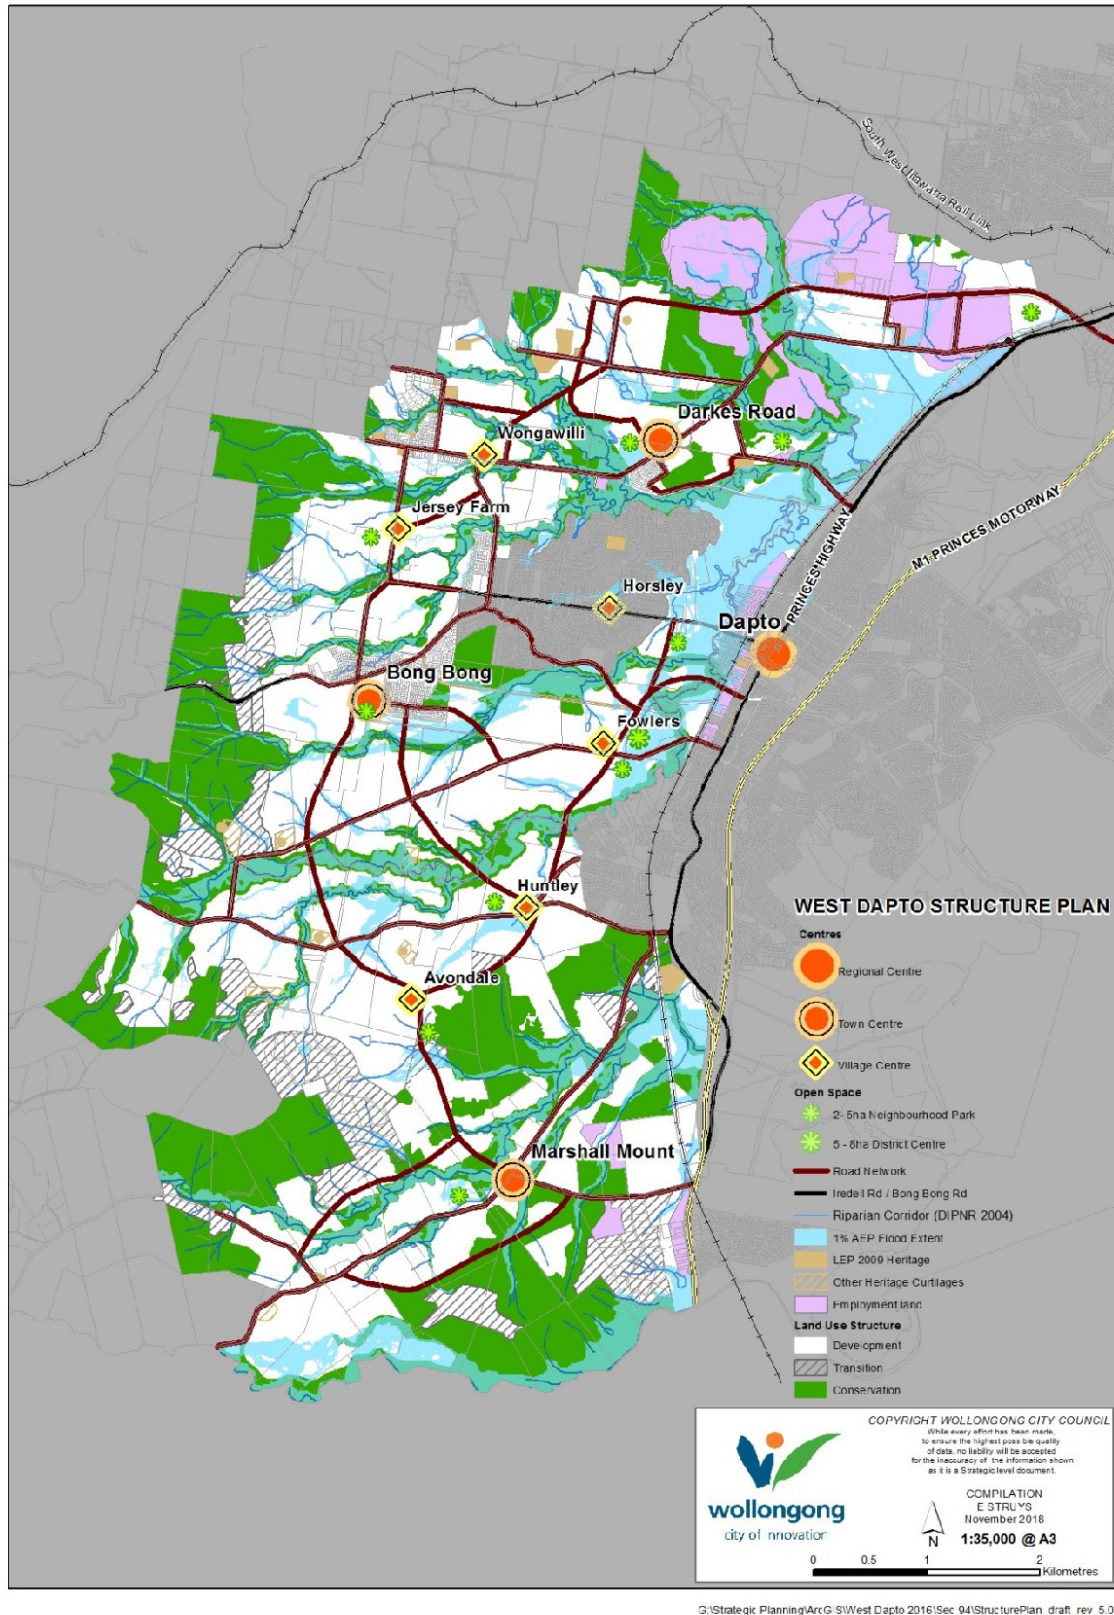 South West Illawarra Rail Link
Darkes Road
Wongawilli
Jersey Farm
PRINCES HIGHWAY
M1 PRINCES MOTORWAY
Horsley
Dapto
Bong Bong
Fowlers
Huntley
Avondale
Marshall Mount
WEST DAPTO STRUCTURE PLAN
Centres
Regional Centre
Town Centre
Village Centre
Open Space
2- 5ha Neighbourhood Park
5 - 8ha District Centre
Road Network
Iredell Rd / Bong Bong Rd
Riparian Corridor (DIPNR 2004)
1% AEP Flood Extent
LEP 2009 Heritage
Other Heritage Curtilages
Employment land
Land Use Structure
Development
Transition
Conservation
COPYRIGHT WOLLONGONG CITY COUNCIL
While every effort has been made,
to ensure the highest possible quality
of data, no liability will be accepted
for the inaccuracy of the information shown
as it is a Strategic level document.
COMPILATION
E STRUYS
November 2018
1:35,000 @ A3
wollongong
city of innovation
N
0 0.5 1 2
Kilometres
G:\Strategic Planning\ArcGIS\West Dapto 2016\Sec 94\StructurePlan_draft_rev_5.0